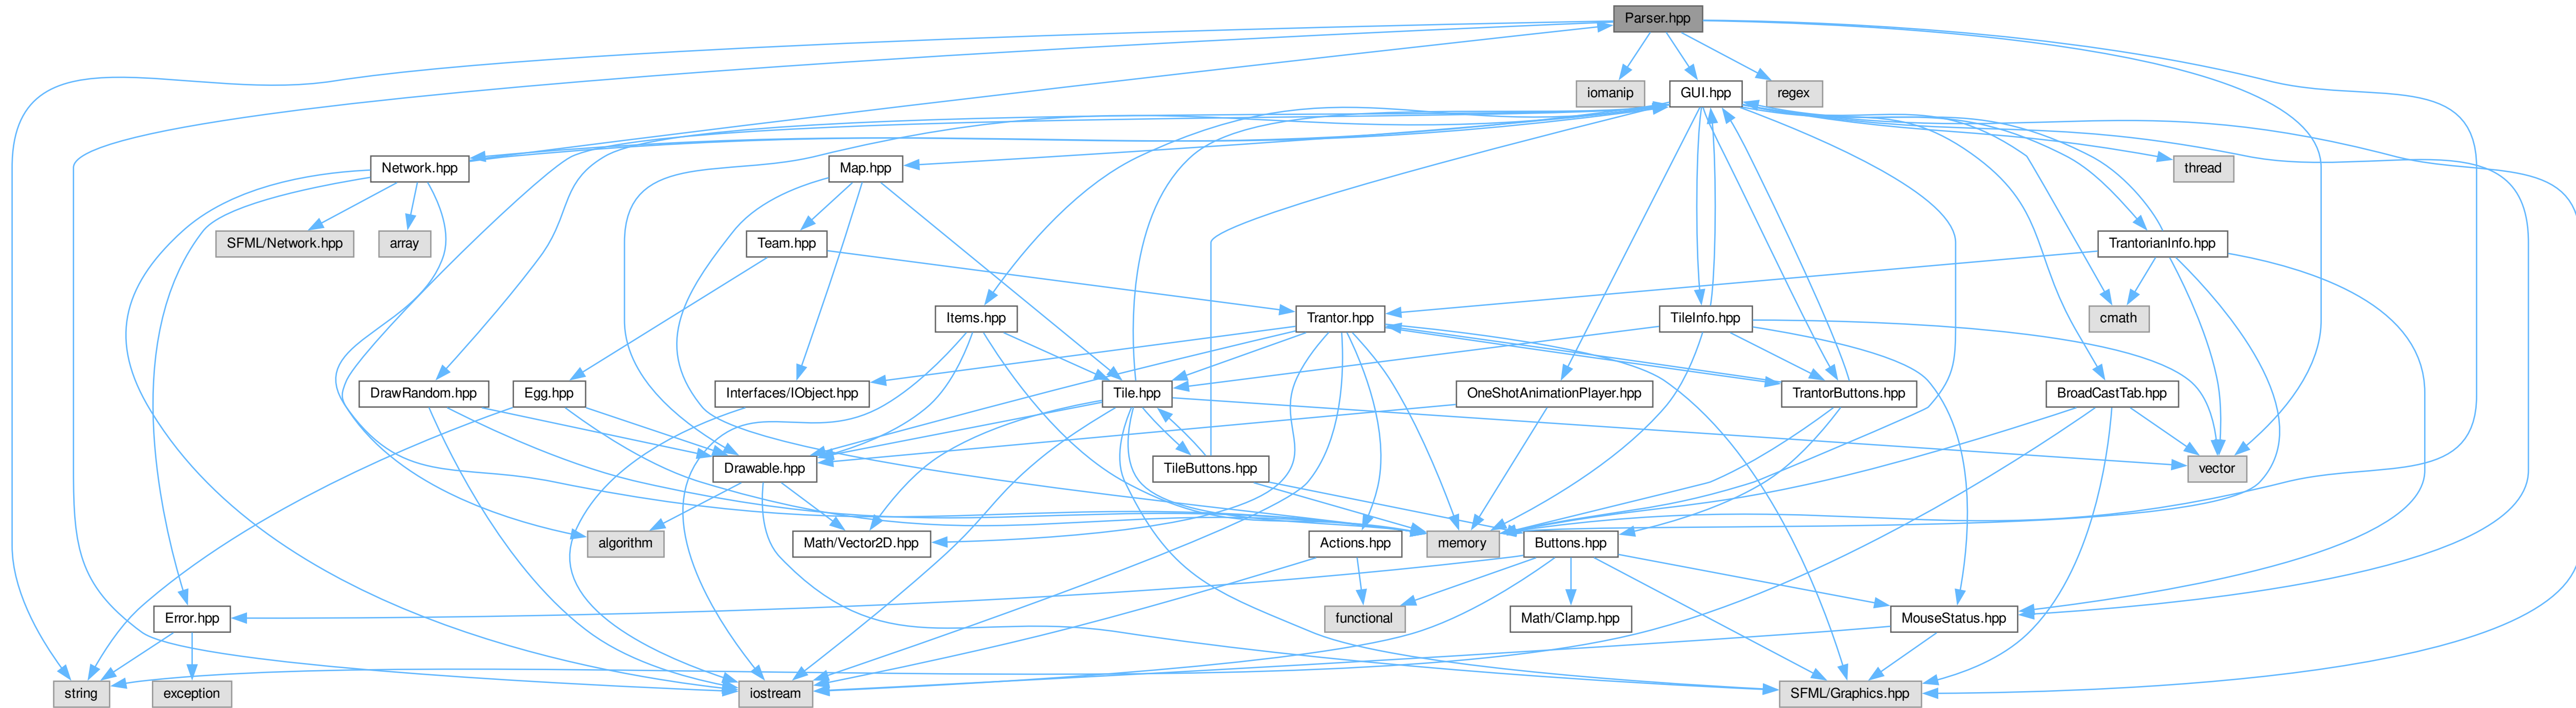 Parser.hpp
iomanip
GUI.hpp
regex
Network.hpp
Map.hpp
thread
SFML/Network.hpp
array
Team.hpp
TrantorianInfo.hpp
Items.hpp
Trantor.hpp
TileInfo.hpp
cmath
DrawRandom.hpp
Egg.hpp
Interfaces/IObject.hpp
Tile.hpp
OneShotAnimationPlayer.hpp
TrantorButtons.hpp
BroadCastTab.hpp
Drawable.hpp
TileButtons.hpp
vector
algorithm
Math/Vector2D.hpp
Actions.hpp
memory
Buttons.hpp
Error.hpp
functional
Math/Clamp.hpp
MouseStatus.hpp
string
exception
iostream
SFML/Graphics.hpp